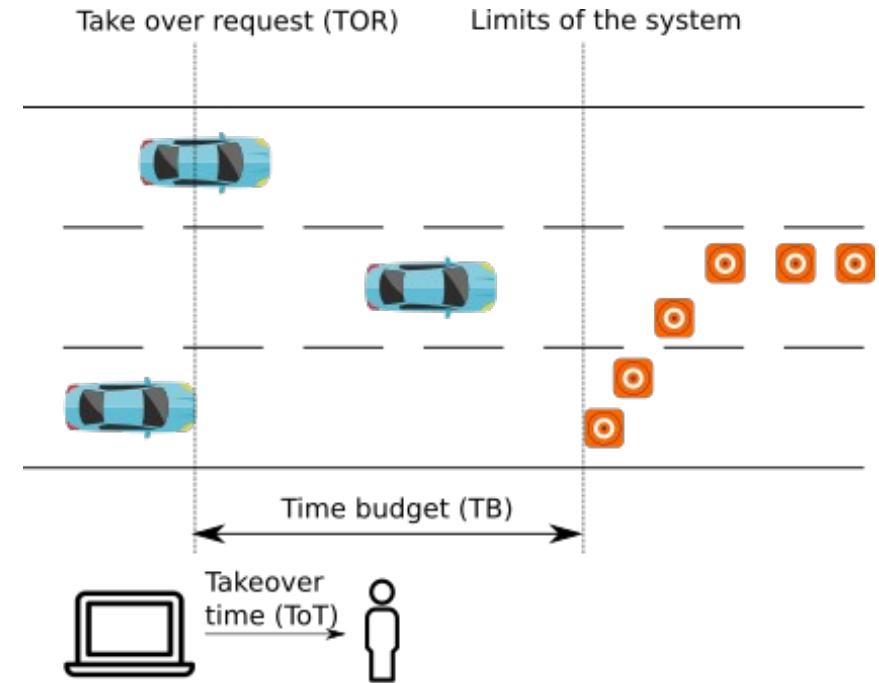 Take over request (TOR)
Limits of the system
Time budget (TB)
Takeover
time (ToT)